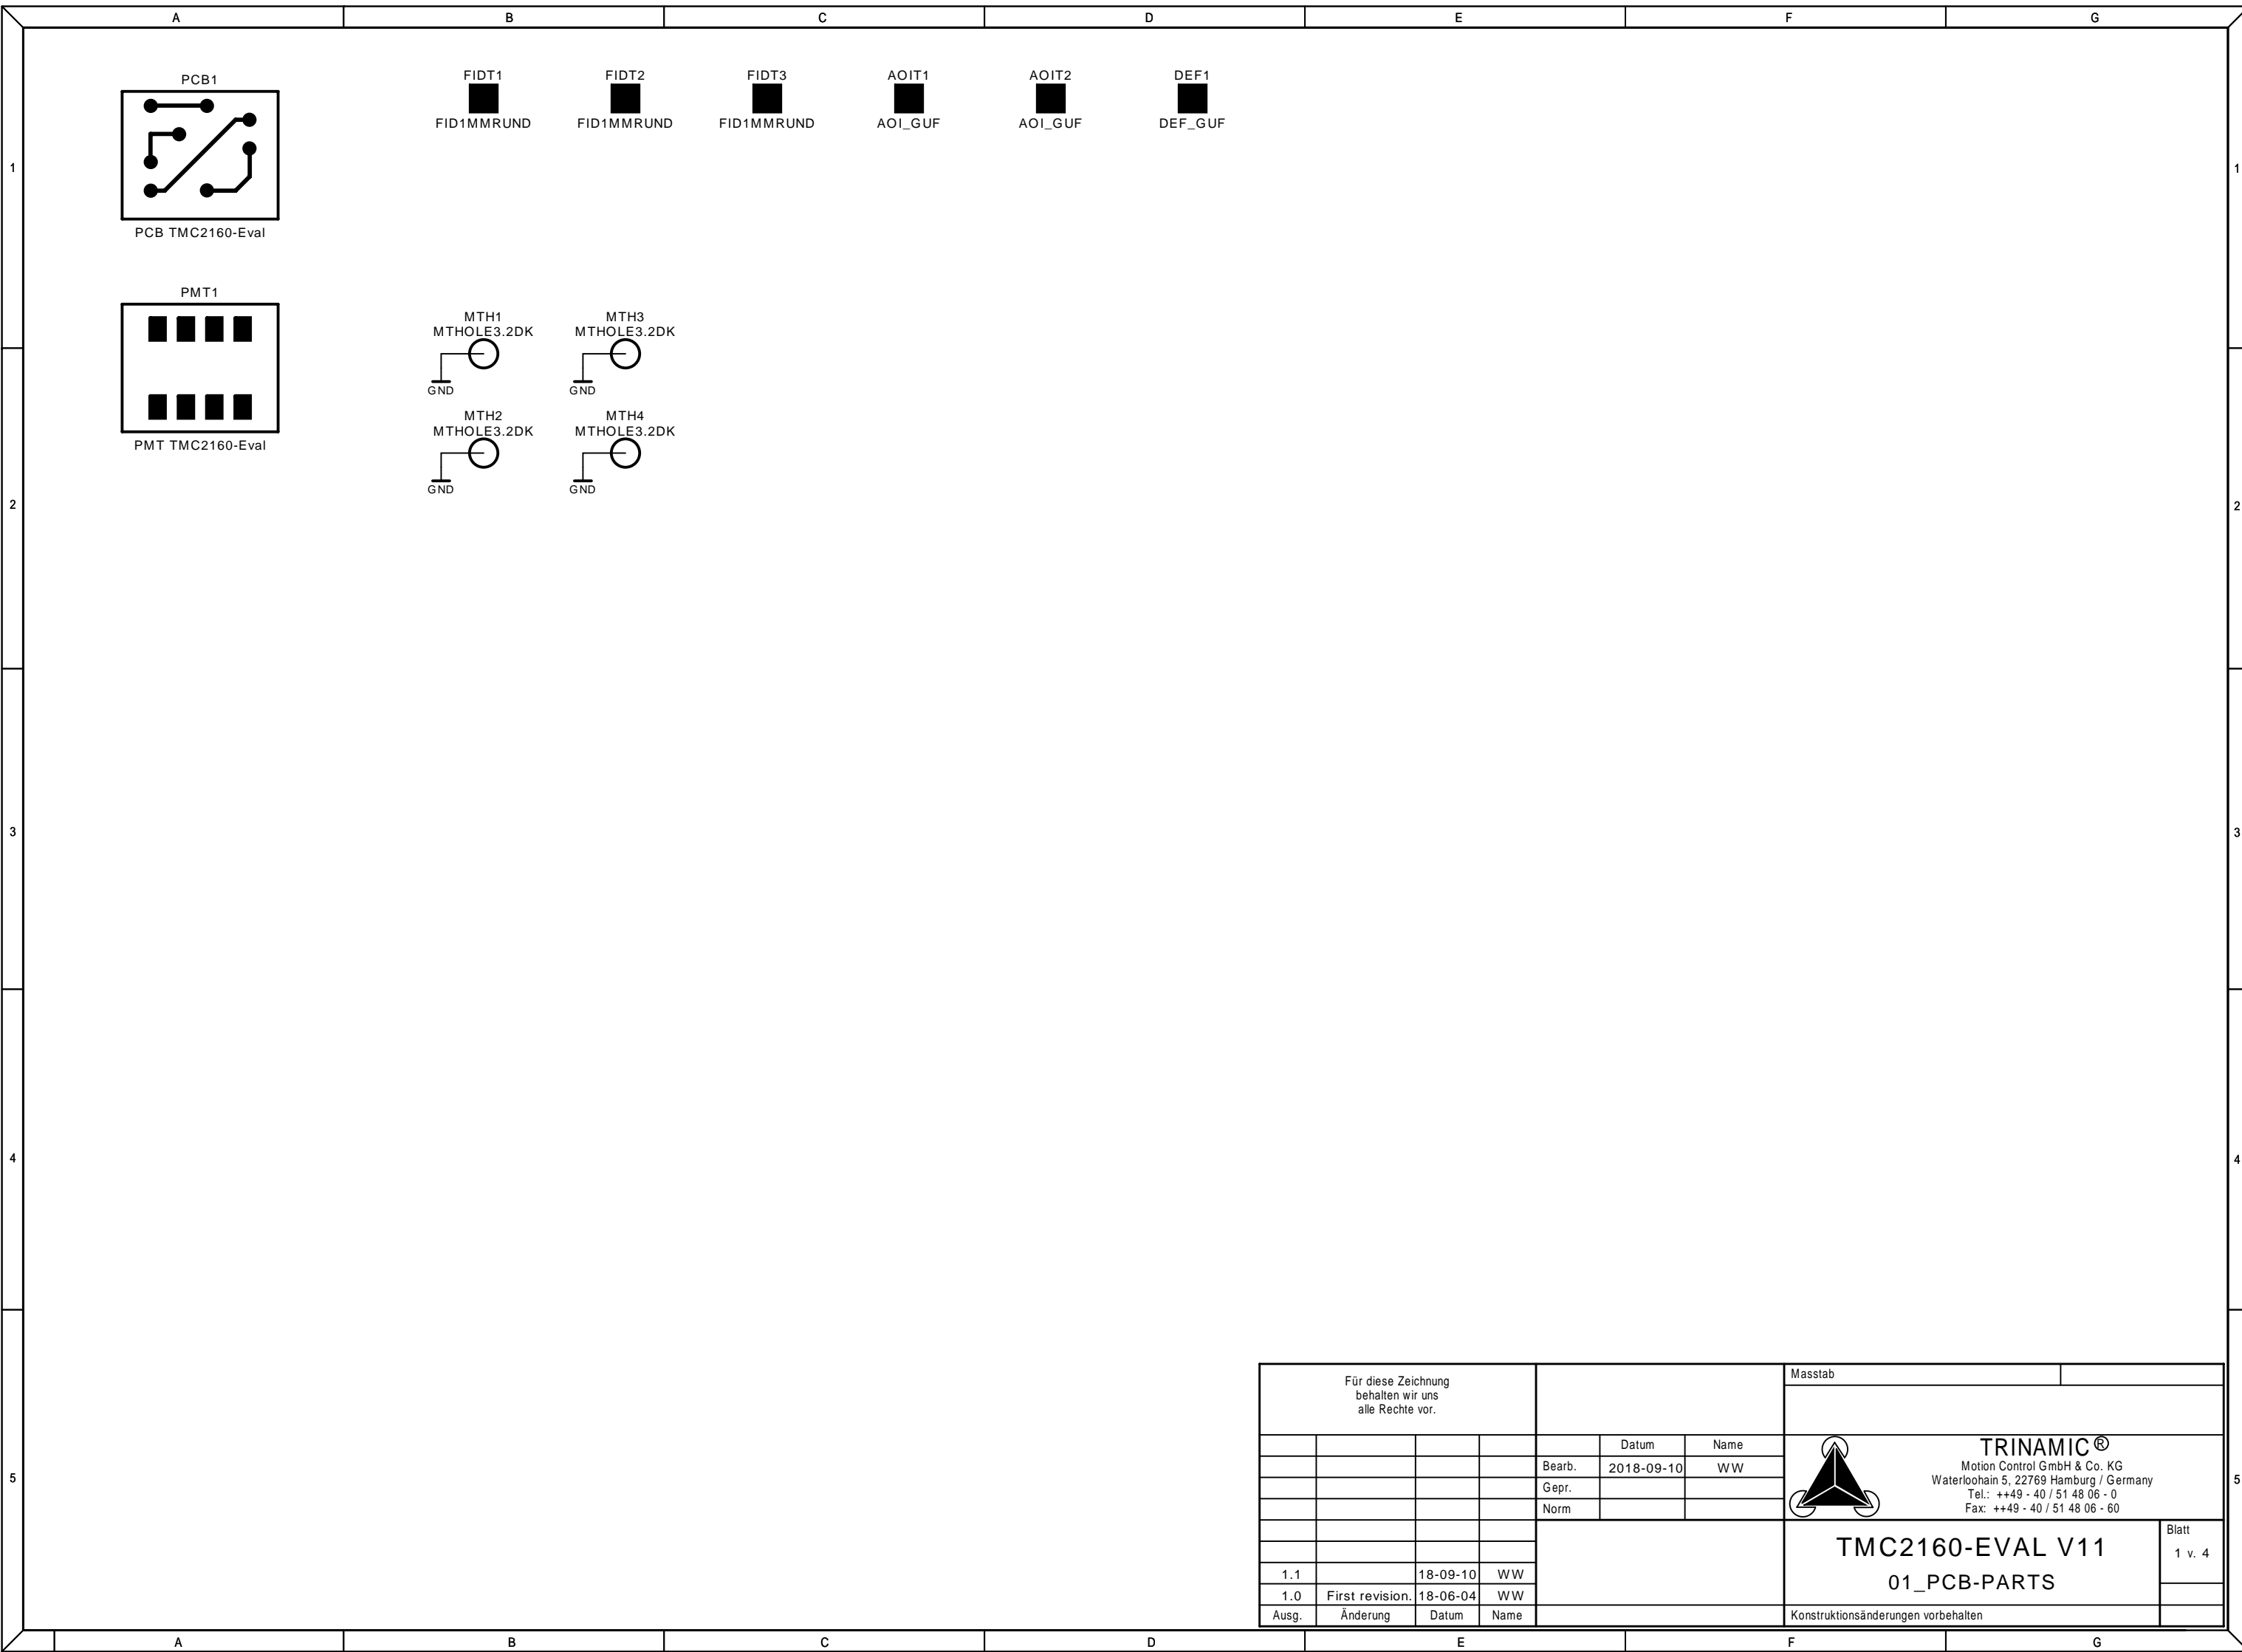 A B C D E F G
PCB1
PCB TMC2160-Eval
FIDT1
FID1MMRUND
FIDT2
FID1MMRUND
FIDT3
FID1MMRUND
AOIT1
AOI_GUF
AOIT2
AOI_GUF
DEF1
DEF_GUF
1 1
PMT1
PMT TMC2160-Eval
MTH1
MTHOLE3.2DK
GND
MTH3
MTHOLE3.2DK
GND
MTH2
MTHOLE3.2DK
GND
MTH4
MTHOLE3.2DK
GND
2 2
3 3
4 4
5 5
Für diese Zeichnung
behalten wir uns
alle Rechte vor.
Masstab
Datum Name
Bearb. 2018-09-10 WW
Gepr.
Norm
TRINAMIC®
Motion Control GmbH & Co. KG
Waterloohain 5, 22769 Hamburg / Germany
Tel.: ++49 - 40 / 51 48 06 - 0
Fax: ++49 - 40 / 51 48 06 - 60
TMC2160-EVAL V11
01_PCB-PARTS
Blatt
1 v. 4
1.1 18-09-10 WW
1.0 First revision. 18-06-04 WW
Ausg. Änderung Datum Name
Konstruktionsänderungen vorbehalten
A B C D E F G